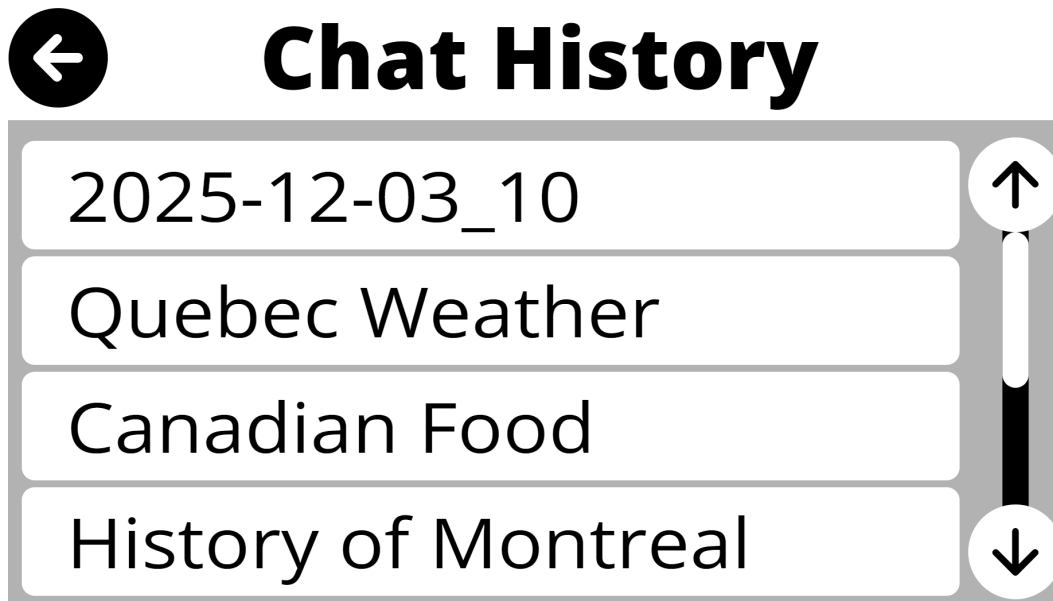 Chat History
2025-12-03_10
Quebec Weather
Canadian Food
History of Montreal